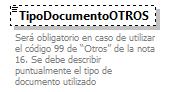 TipoDocumentoOTROS
Será obligatorio en caso de utilizar
el código 99 de “Otros” de la nota
16. Se debe describir
puntualmente el tipo de
documento utilizado